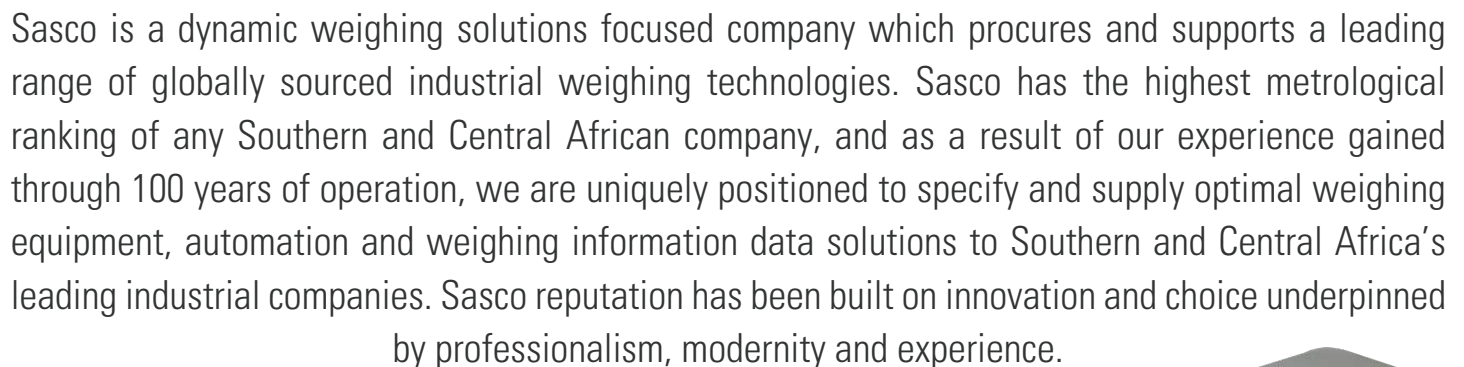 Sasco is a dynamic weighing solutions focused company which procures and supports a leading
range of globally sourced industrial weighing technologies. Sasco has the highest metrological
ranking of any Southern and Central African company, and as a result of our experience gained
through 100 years of operation, we are uniquely positioned to specify and supply optimal weighing
equipment, automation and weighing information data solutions to Southern and Central Africa's
leading industrial companies. Sasco reputation has been built on innovation and choice underpinned
by professionalism, modernity and experience.